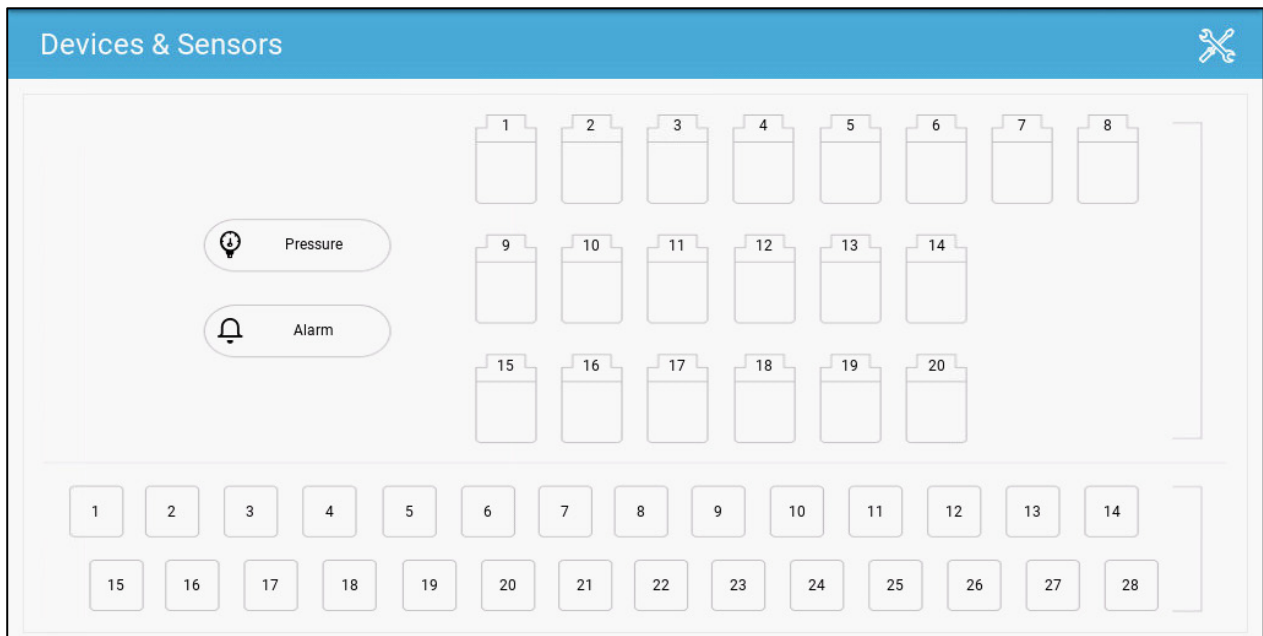 Devices & Sensors
1 2 3 4 5 6 7 8
Pressure
9 10 11 12 13 14
Alarm
15 16 17 18 19 20
1 2 3 4 5 6 7 8 9 10 11 12 13 14
15 16 17 18 19 20 21 22 23 24 25 26 27 28